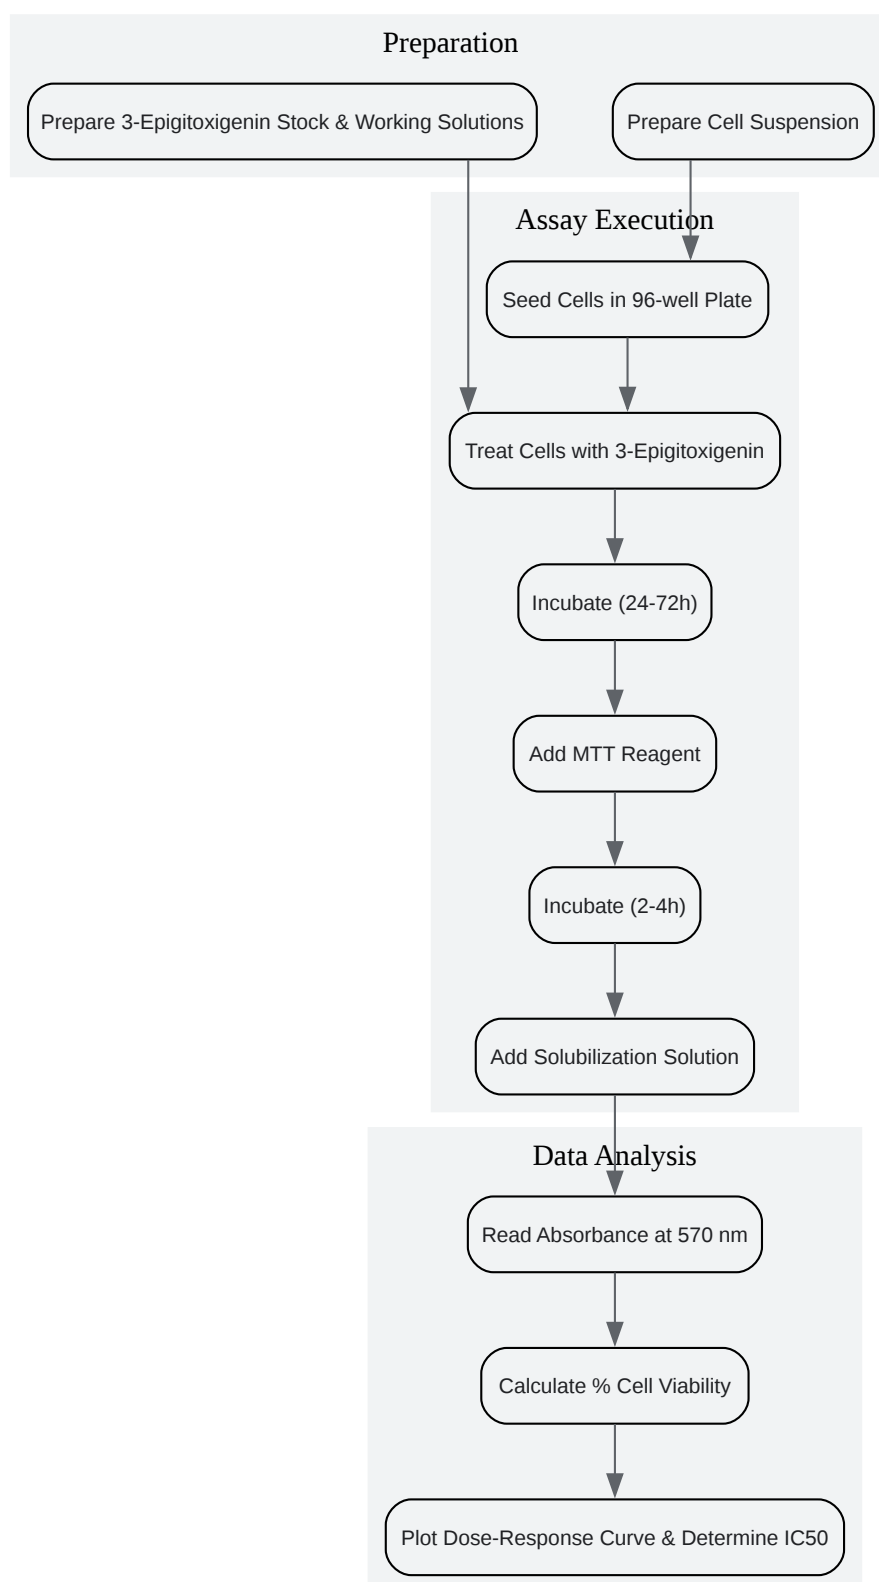 Preparation
Prepare 3-Epigitoxigenin Stock & Working Solutions
Prepare Cell Suspension
Assay Execution
Seed Cells in 96-well Plate
Treat Cells with 3-Epigitoxigenin
Incubate (24-72h)
Add MTT Reagent
Incubate (2-4h)
Add Solubilization Solution
Data Analysis
Read Absorbance at 570 nm
Calculate % Cell Viability
Plot Dose-Response Curve & Determine IC50